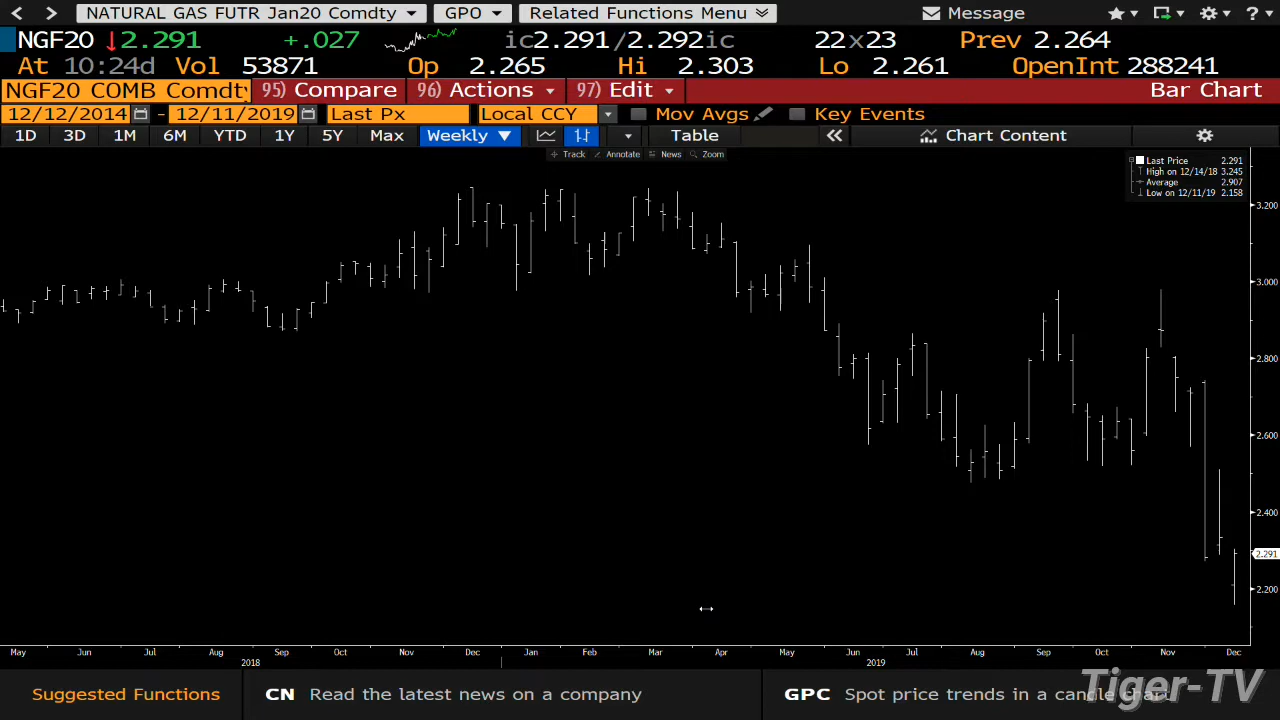 NATURAL GAS FUTR Jan20 Comdty GPO Related Functions Menu Message ?
NGF20 ↓2.291 +.027 ic2.291/2.292ic 22x23 Prev 2.264
At 10:24d Vol 53871 Op 2.265 Hi 2.303 Lo 2.261 OpenInt 288241
NGF20 COMB Comdty 95) Compare 96) Actions 97) Edit Bar Chart
12/12/2014 - 12/11/2019 Last Px Local CCY Mov Avgs Key Events
1D 3D 1M 6M YTD 1Y 5Y Max Weekly ▼ Table « Chart Content
Track Annotate News Zoom
Last Price 2.291
High on 12/14/18 3.245
Average 2.907
Low on 12/11/19 2.158
3.200
3.000
2.800
2.600
2.400
2.291
2.200
May Jun Jul Aug Sep Oct Nov Dec Jan Feb Mar Apr May Jun Jul Aug Sep Oct Nov Dec
2018 2019
Suggested Functions CN Read the latest news on a company GPC Spot price trends in a candle chart
Tiger-TV